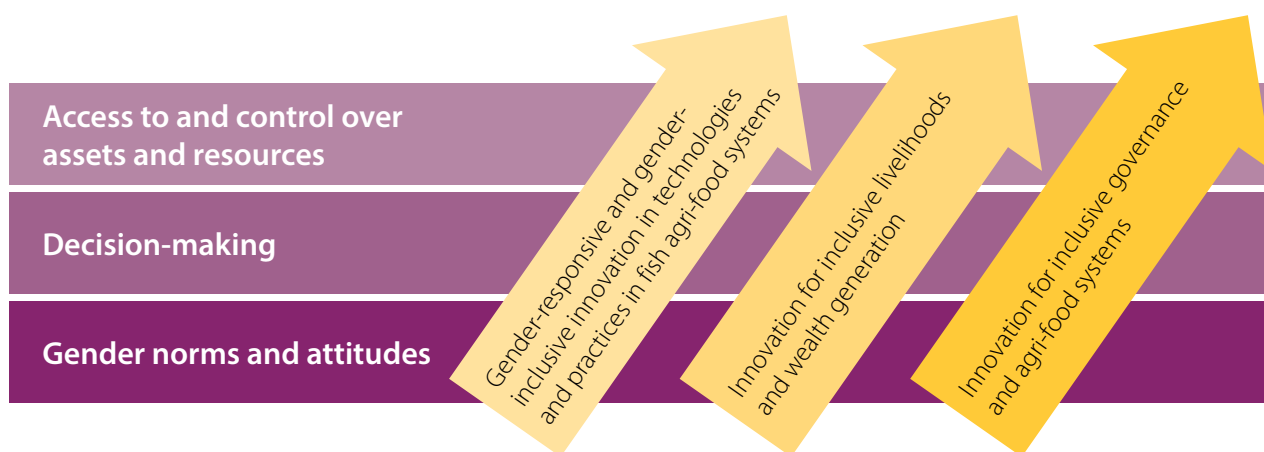 Access to and control over
assets and resources
Decision-making
Gender norms and attitudes
Gender-responsive and gender-
inclusive innovation in technologies
and practices in fish agri-food systems
Innovation for inclusive livelihoods
and wealth generation
Innovation for inclusive governance
and agri-food systems